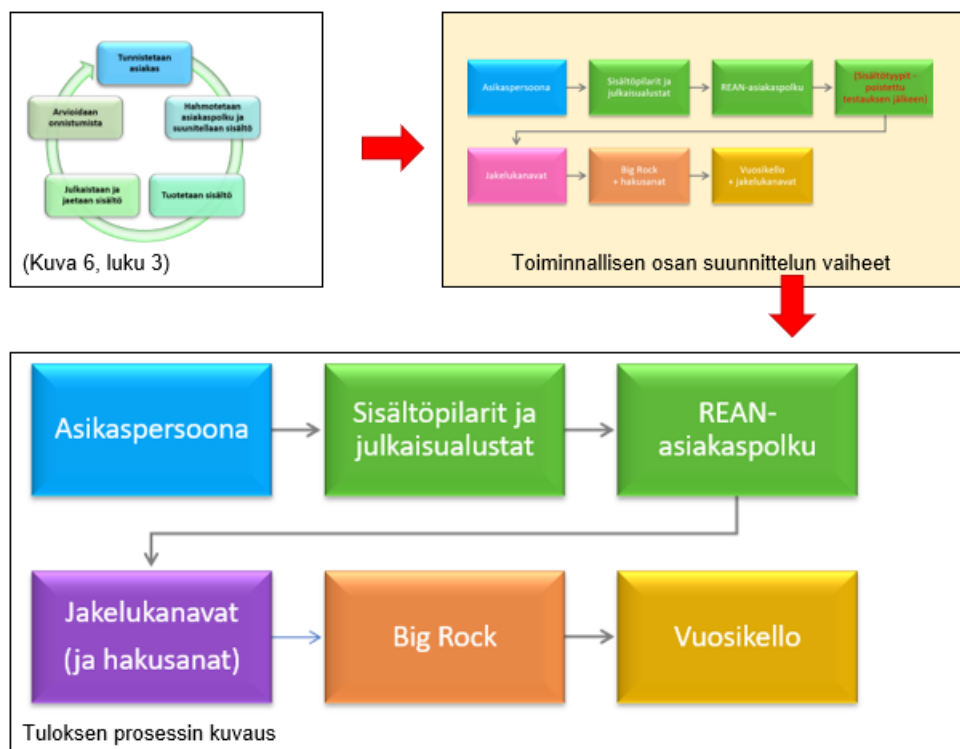 Tunnistetaan
asiakas
Arvioidaan
onnistumista
Hahmotetaan
asiakaspolku ja
suunnitellaan sisältö
Julkaistaan ja
jaetaan sisältö
Tuotetaan sisältö
(Kuva 6, luku 3)
Asikaspersoona
Sisältöpilarit ja
julkaisualustat
REAN-asiakaspolku
(Sisältötyypit -
poistettu
testauksen jälkeen)
Jakelukanavat
Big Rock
+ hakusanat
Vuosikello
+ jakelukanavat
Toiminnallisen osan suunnittelun vaiheet
Asikaspersoona
Sisältöpilarit ja
julkaisualustat
REAN-
asiakaspolku
Jakelukanavat
(ja hakusanat)
Big Rock
Vuosikello
Tuloksen prosessin kuvaus